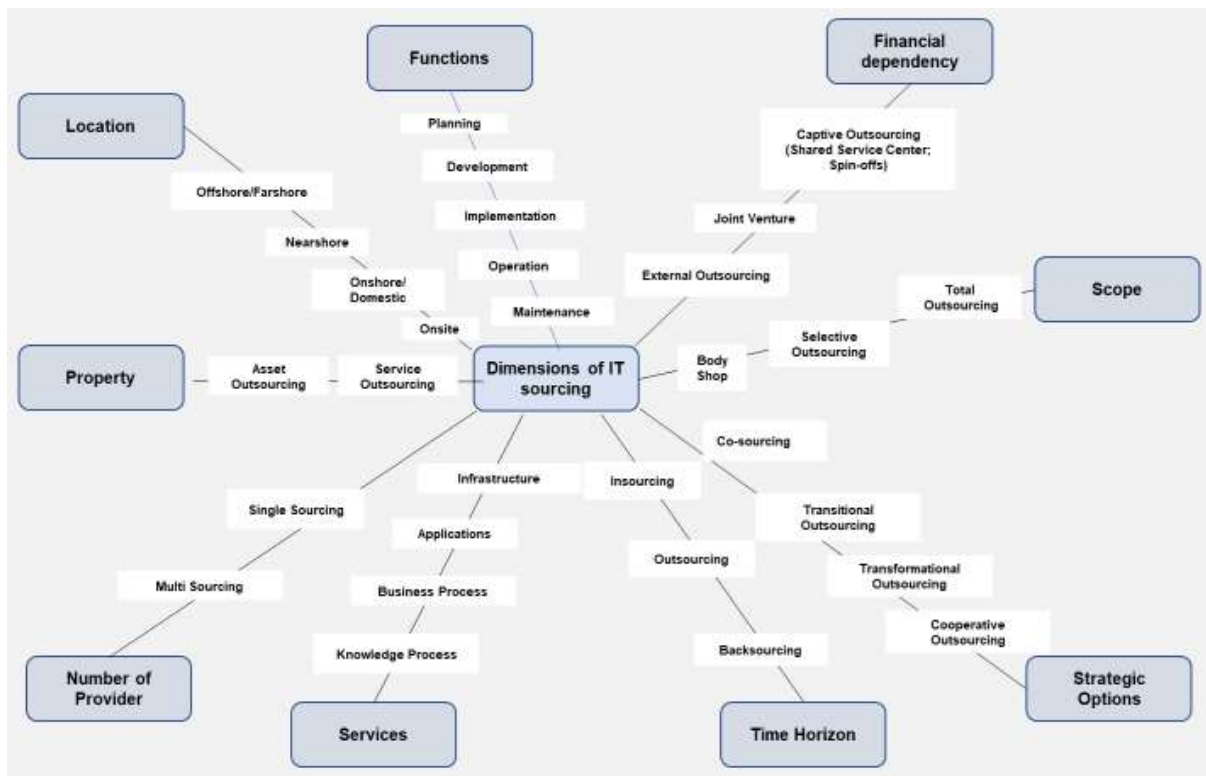 Functions
Planning
Development
Implementation
Operation
Maintenance
Financial
dependency
Captive Outsourcing
(Shared Service Center;
Spin-offs)
Joint Venture
External Outsourcing
Location
Offshore/Farshore
Nearshore
Onshore/
Domestic
Onsite
Scope
Total
Outsourcing
Selective
Outsourcing
Body
Shop
Property
Asset
Outsourcing
Service
Outsourcing
Dimensions of IT
sourcing
Single Sourcing
Multi Sourcing
Number of
Provider
Infrastructure
Applications
Business Process
Knowledge Process
Services
Insourcing
Outsourcing
Backsourcing
Time Horizon
Co-sourcing
Transitional
Outsourcing
Transformational
Outsourcing
Cooperative
Outsourcing
Strategic
Options